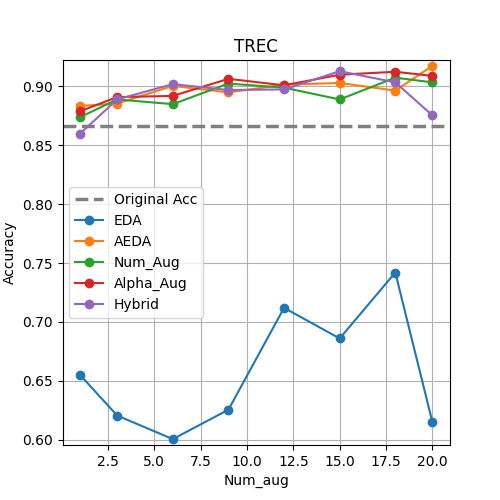 TREC
0.90
0.85
0.80
0.75
0.70
0.65
0.60
Accuracy
Original Acc
EDA
AEDA
Num_Aug
Alpha_Aug
Hybrid
2.5 5.0 7.5 10.0 12.5 15.0 17.5 20.0
Num_aug